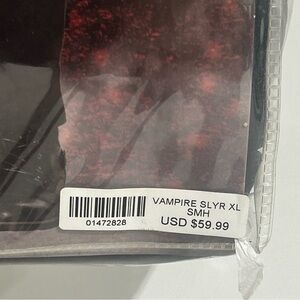 VAMPIRE SLYR XL
SMH
USD $59.99
01472828